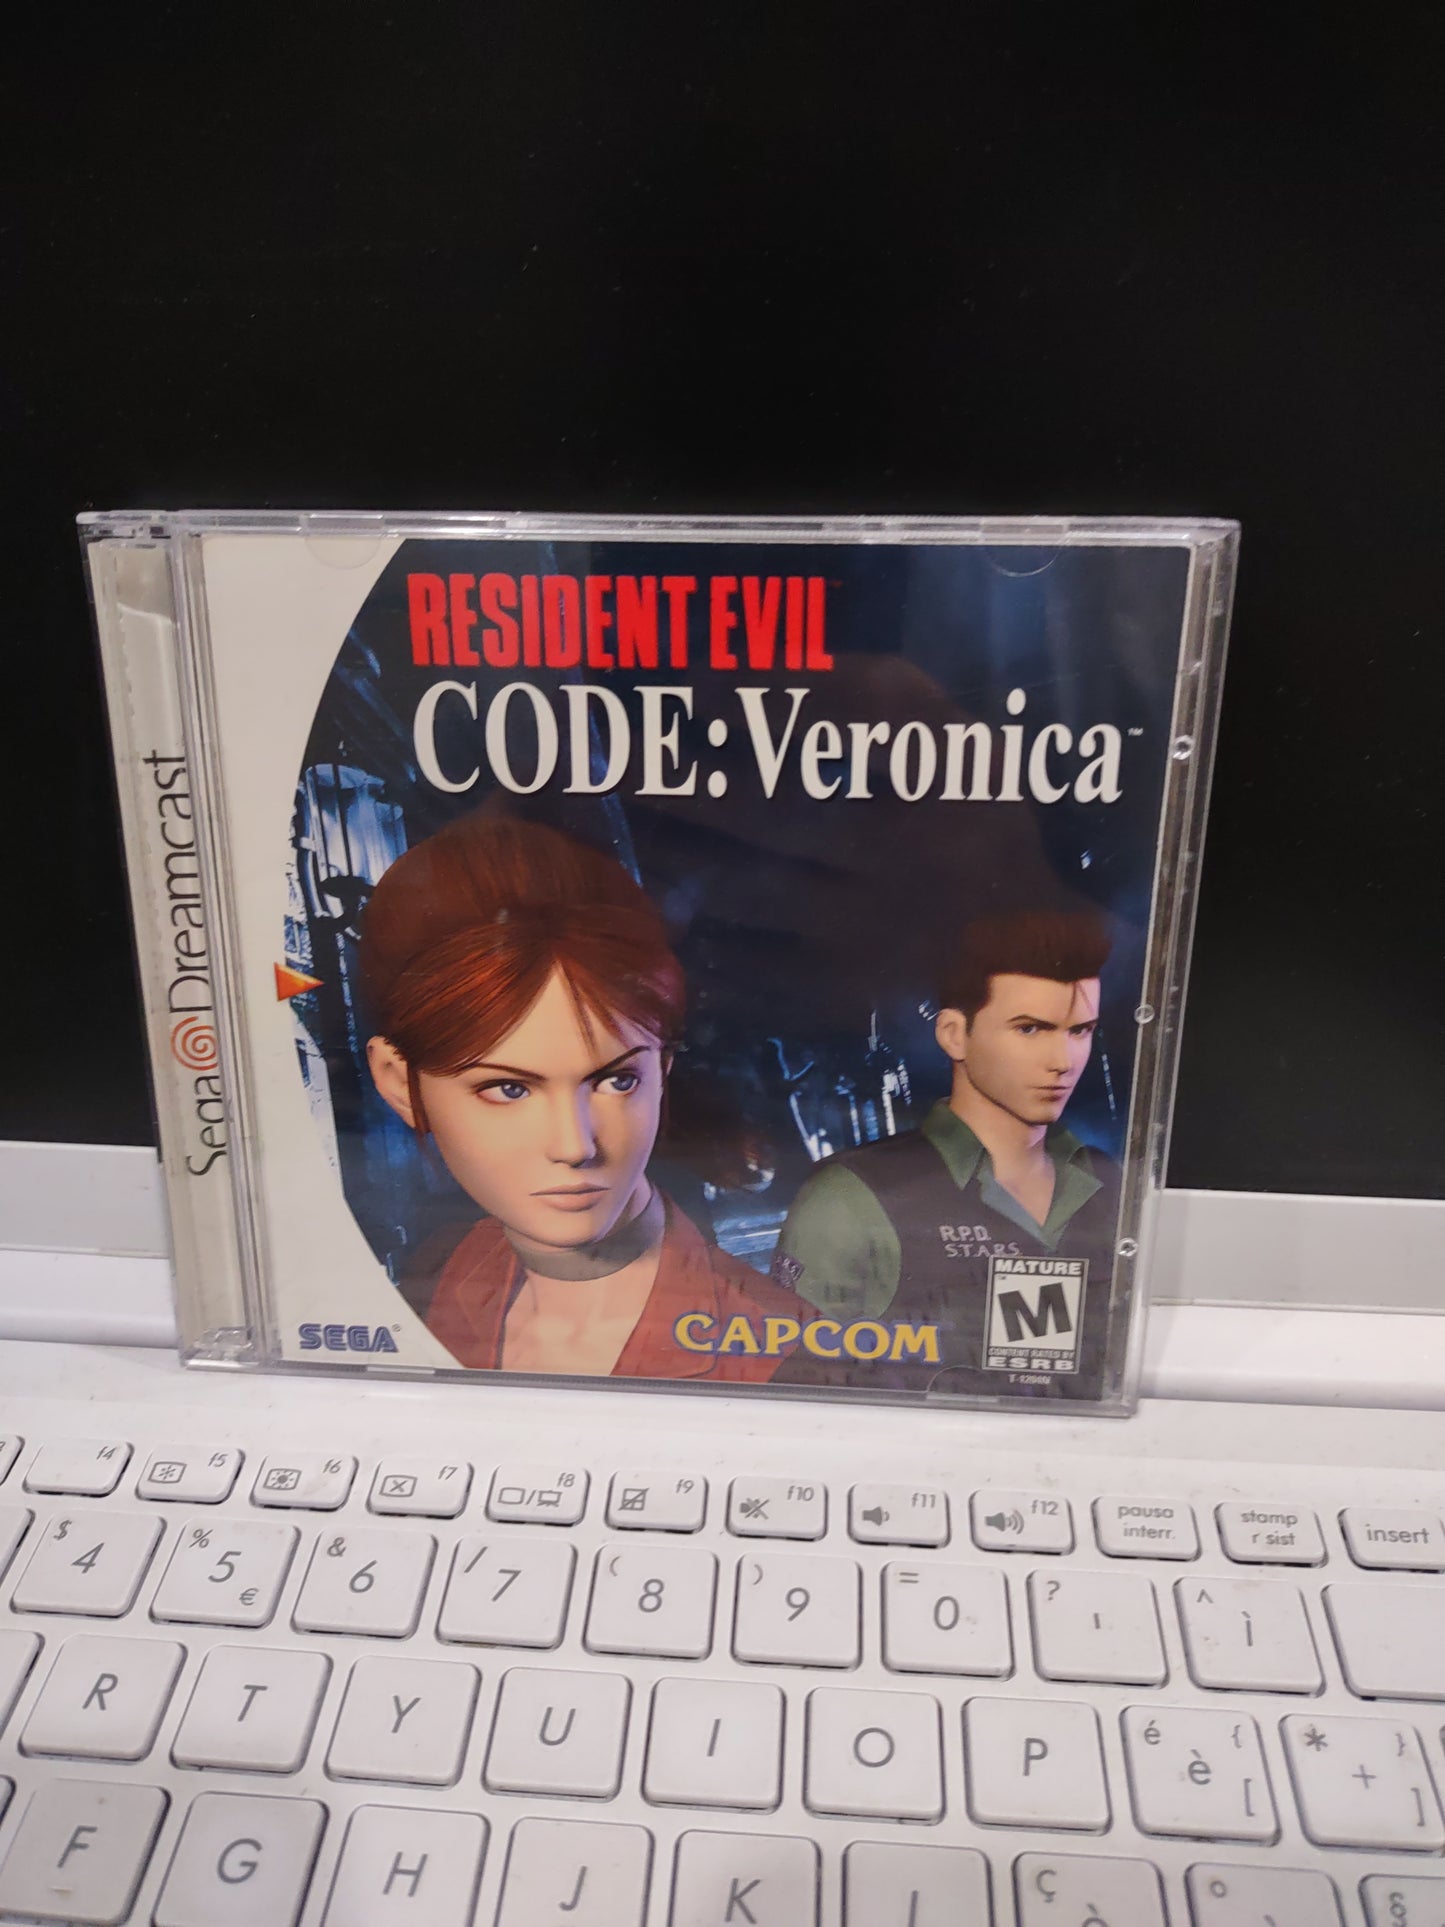 RESIDENT EVIL
CODE:Veronica™
Sega Dreamcast
R.P.D.
S.T.A.R.S.
SEGA®
CAPCOM
MATURE
M
CONTENT RATED BY
ESRB
f4 f5 f6 f7 f8 f9 f10 f11 f12 pausa interr. stamp r sist insert
$ 4 % 5 € & 6 / 7 ( 8 ) 9 = 0 ? ' ^ ì
R T Y U I O P é è { [ * + } ]
F G H J K ç ° §